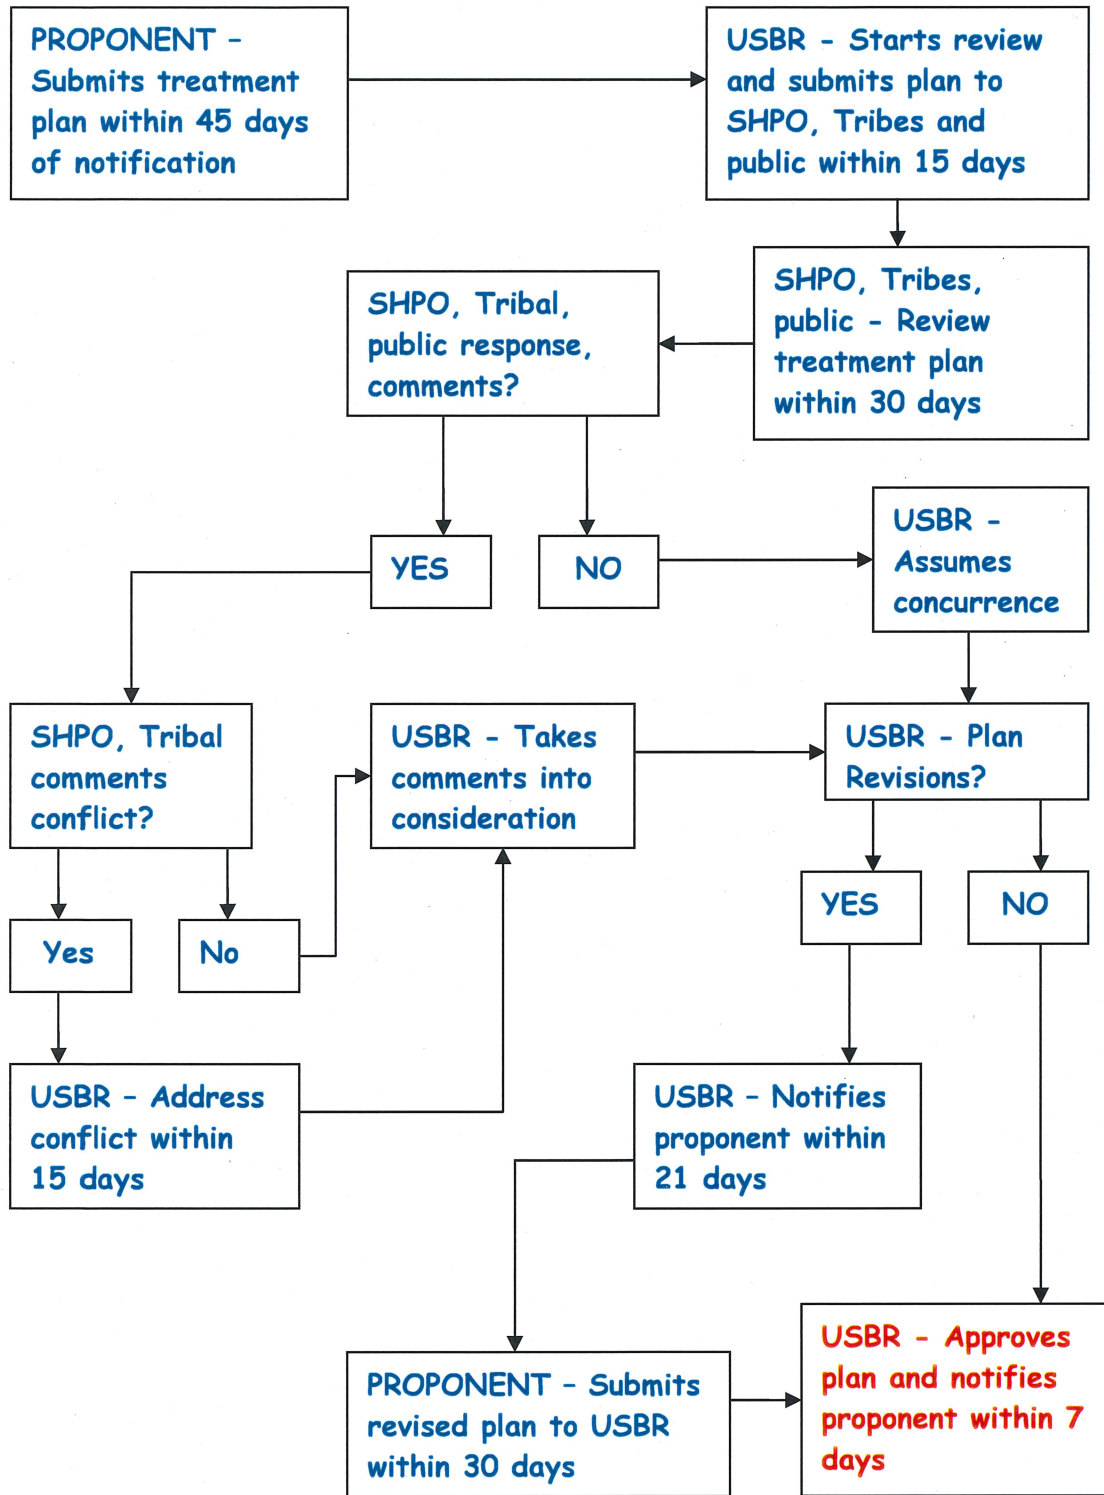 PROPONENT –
Submits treatment
plan within 45 days
of notification
USBR - Starts review
and submits plan to
SHPO, Tribes and
public within 15 days
SHPO, Tribes,
public - Review
treatment plan
within 30 days
SHPO, Tribal,
public response,
comments?
YES
NO
USBR -
Assumes
concurrence
SHPO, Tribal
comments
conflict?
USBR - Takes
comments into
consideration
USBR - Plan
Revisions?
YES
NO
Yes
No
USBR – Address
conflict within
15 days
USBR – Notifies
proponent within
21 days
PROPONENT – Submits
revised plan to USBR
within 30 days
USBR - Approves
plan and notifies
proponent within 7
days